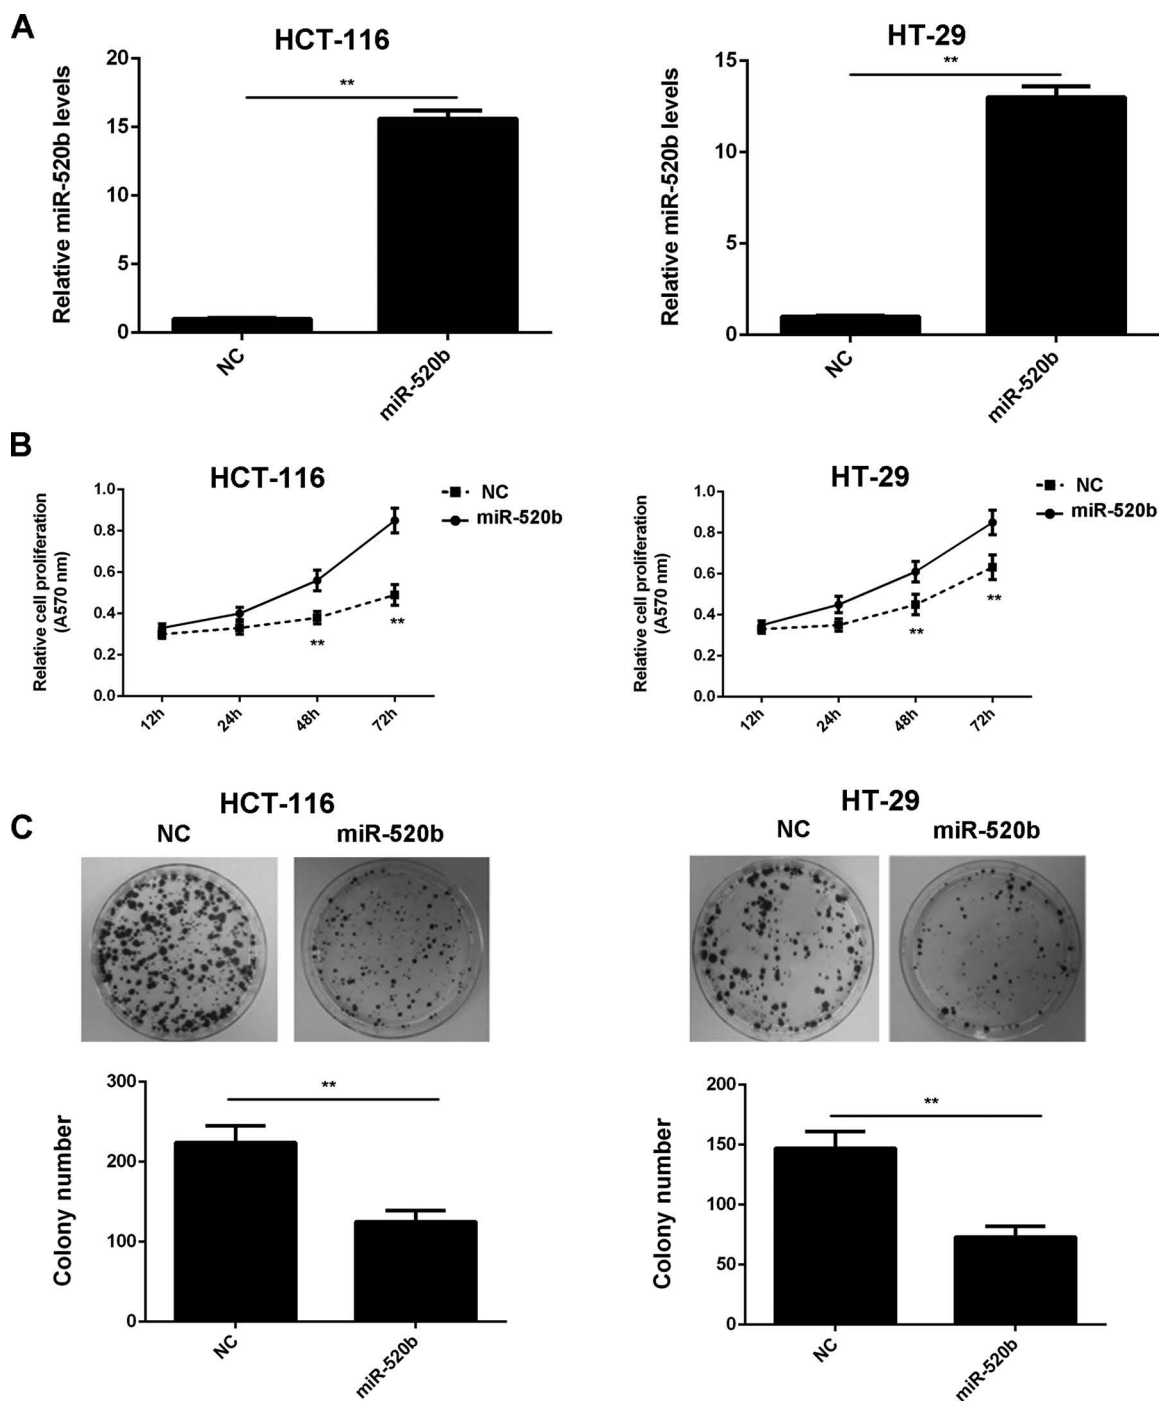 A
HCT-116
HT-29
Relative miR-520b levels
20
15
10
5
0
**
NC
miR-520b
Relative miR-520b levels
15
10
5
0
**
NC
miR-520b
B
HCT-116
HT-29
Relative cell proliferation
(A570 nm)
1.0
0.8
0.6
0.4
0.2
0.0
**
**
12h
24h
48h
72h
NC
miR-520b
Relative cell proliferation
(A570 nm)
1.0
0.8
0.6
0.4
0.2
0.0
**
**
12h
24h
48h
72h
NC
miR-520b
C
HCT-116
NC
miR-520b
HT-29
NC
miR-520b
Colony number
300
200
100
0
**
NC
miR-520b
Colony number
200
150
100
50
0
**
NC
miR-520b